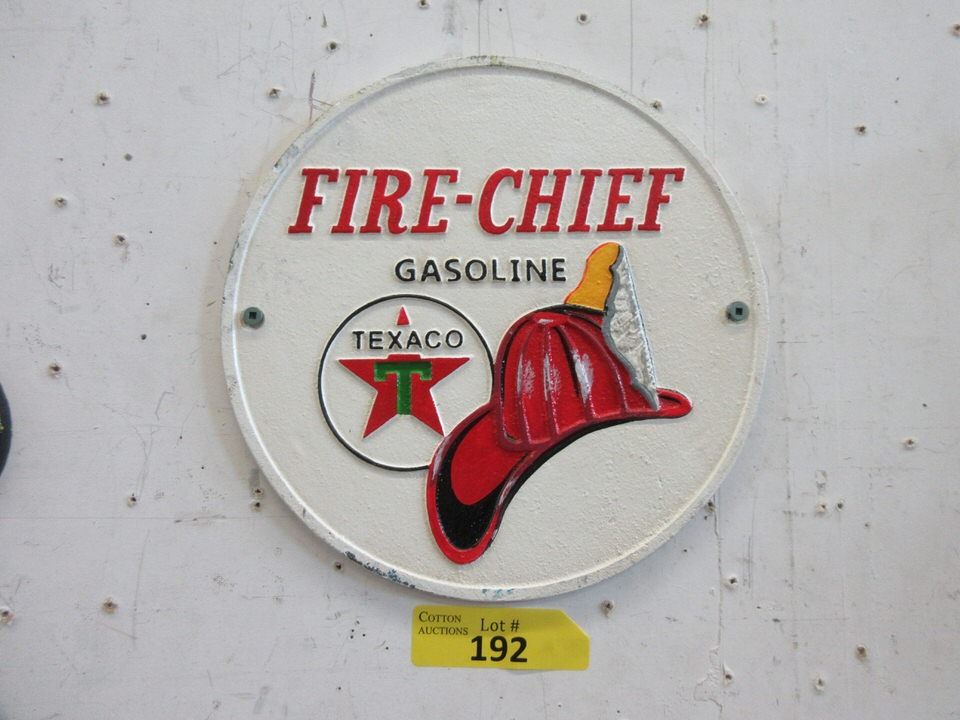 FIRE-CHIEF
GASOLINE
TEXACO
T
COTTON
AUCTIONS
Lot #
192